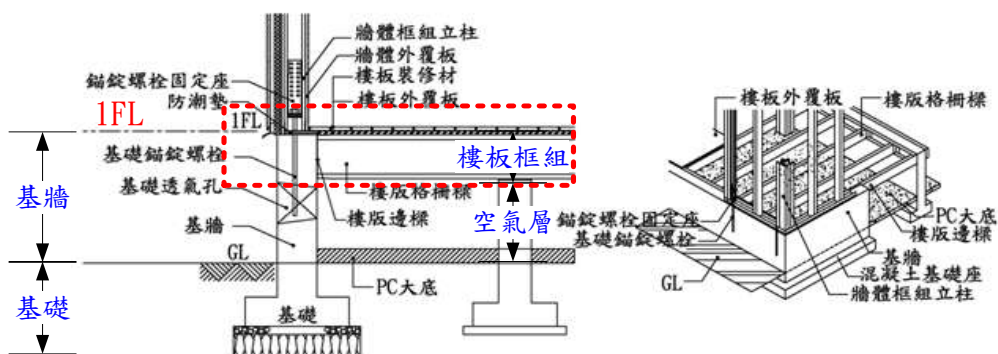 牆體框組立柱
牆體外覆板
樓板裝修材
樓板外覆板
錨錠螺栓固定座
防潮墊
1FL
1FL
基礎錨錠螺栓
基礎透氣孔
基牆
GL
基牆
基礎
樓板框組
樓版格柵樑
樓版邊樑
空氣層
PC大底
基礎
樓板外覆板
樓版格柵樑
錨錠螺栓固定座
基礎錨錠螺栓
GL
PC大底
樓版邊樑
基牆
混凝土基礎座
牆體框組立柱